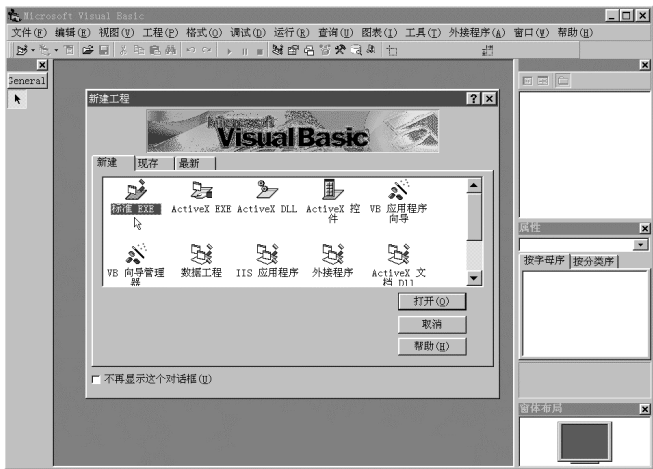 Microsoft Visual Basic
文件(F) 编辑(E) 视图(V) 工程(P) 格式(O) 调试(D) 运行(R) 查询(U) 图表(I) 工具(T) 外接程序(A) 窗口(W) 帮助(H)
General
新建工程
Microsoft
Visual Basic
新建 现存 最新
标准 EXE ActiveX EXE ActiveX DLL ActiveX 控件 VB 应用程序向导
VB 向导管理器 数据工程 IIS 应用程序 外接程序 ActiveX 文档 Dll
打开(O)
取消
帮助(H)
不再显示这个对话框(D)
属性
按字母序 按分类序
窗体布局